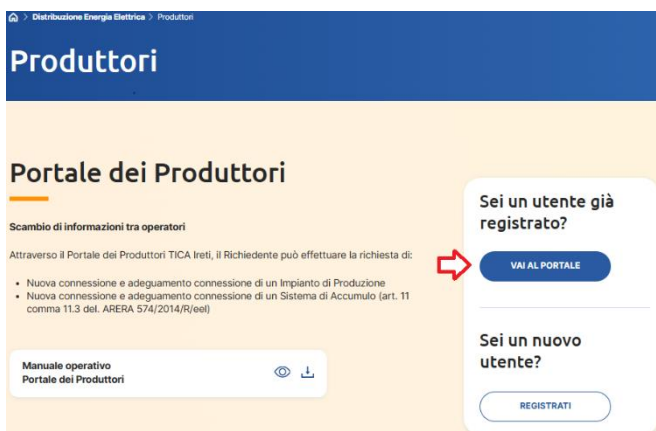 Distribuzione Energia Elettrica > Produttori
Produttori
Portale dei Produttori
Scambio di informazioni tra operatori
Attraverso il Portale dei Produttori TICA Ireti, il Richiedente può effettuare la richiesta di:
• Nuova connessione e adeguamento connessione di un Impianto di Produzione
• Nuova connessione e adeguamento connessione di un Sistema di Accumulo (art. 11
comma 11.3 del. ARERA 574/2014/R/eel)
Manuale operativo
Portale dei Produttori
Sei un utente già
registrato?
VAI AL PORTALE
Sei un nuovo
utente?
REGISTRATI